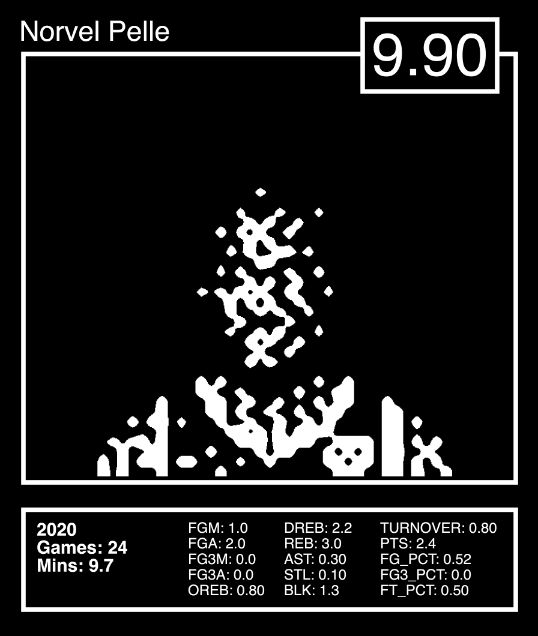 Norvel Pelle
9.90
2020
Games: 24
Mins: 9.7
FGM: 1.0
FGA: 2.0
FG3M: 0.0
FG3A: 0.0
OREB: 0.80
DREB: 2.2
REB: 3.0
AST: 0.30
STL: 0.10
BLK: 1.3
TURNOVER: 0.80
PTS: 2.4
FG_PCT: 0.52
FG3_PCT: 0.0
FT_PCT: 0.50